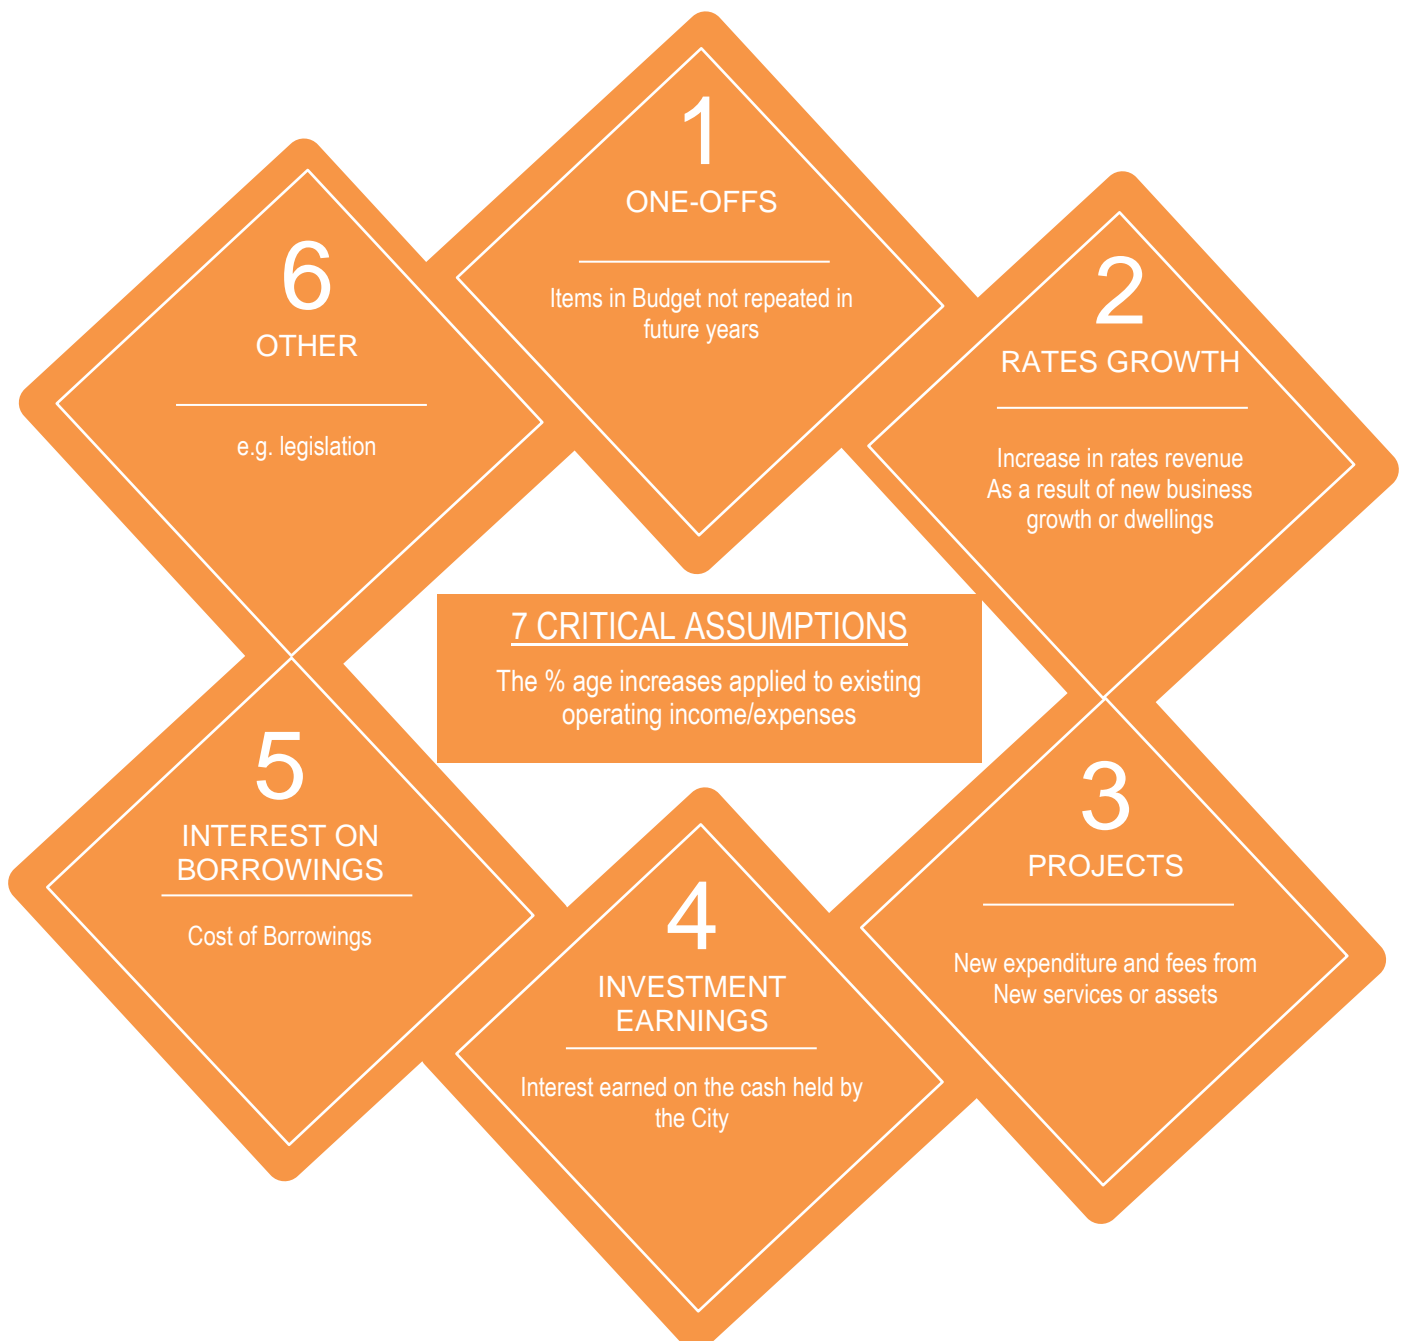 1
ONE-OFFS
Items in Budget not repeated in
future years
2
RATES GROWTH
Increase in rates revenue
As a result of new business
growth or dwellings
3
PROJECTS
New expenditure and fees from
New services or assets
4
INVESTMENT
EARNINGS
Interest earned on the cash held by
the City
5
INTEREST ON
BORROWINGS
Cost of Borrowings
6
OTHER
e.g. legislation
7 CRITICAL ASSUMPTIONS
The % age increases applied to existing
operating income/expenses